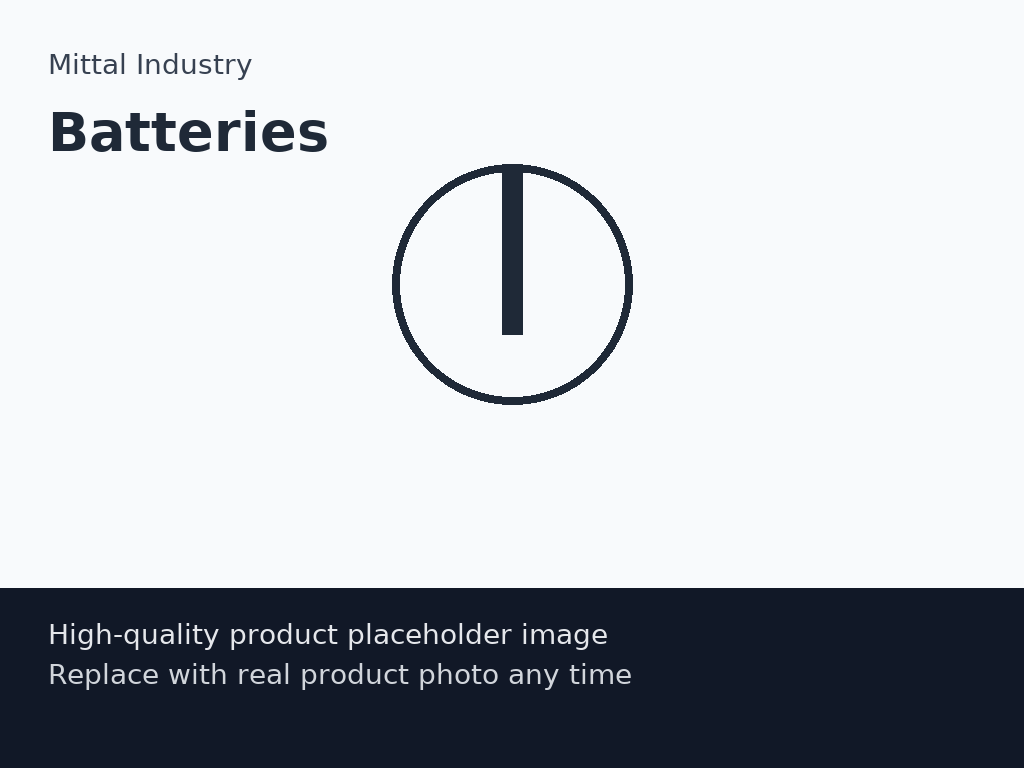 Mittal Industry
Batteries
High-quality product placeholder image
Replace with real product photo any time